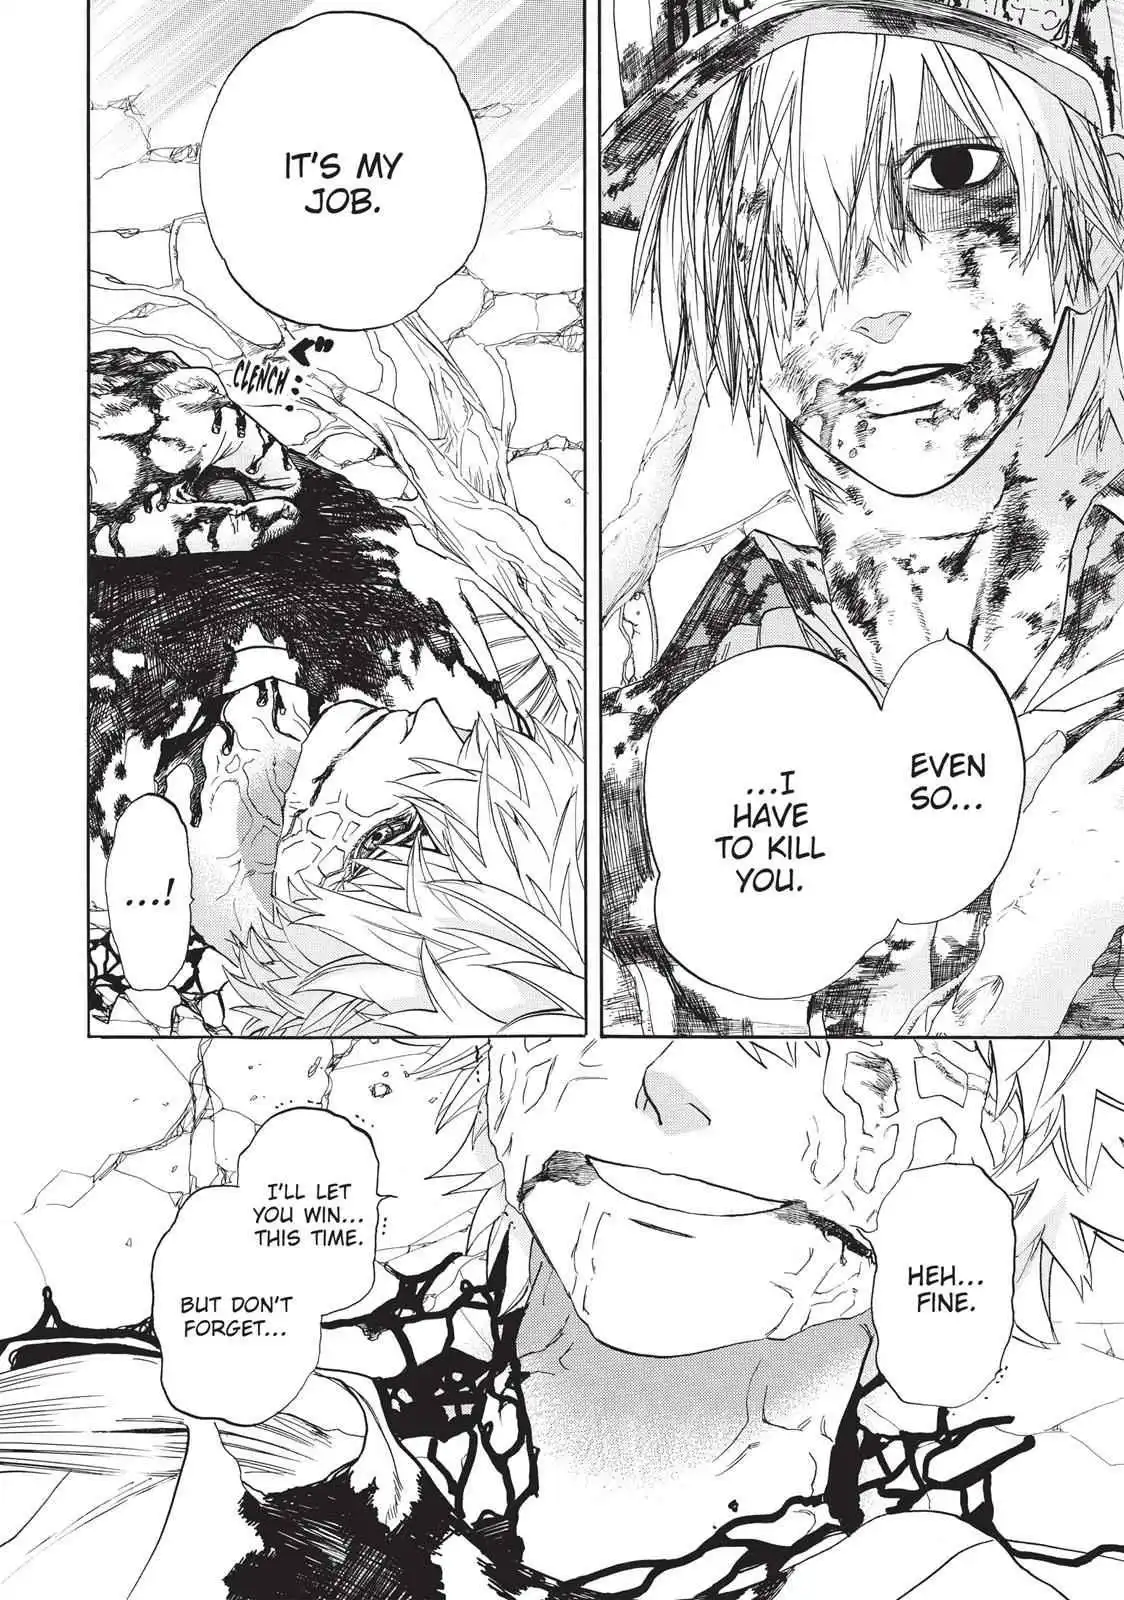 EVEN
SO...
...I
HAVE
TO KILL
YOU.
IT'S MY
JOB.
CLENCH
ぐ
...!
HEH...
FINE.
I'LL LET
YOU WIN...
THIS TIME.
BUT DON'T
FORGET...